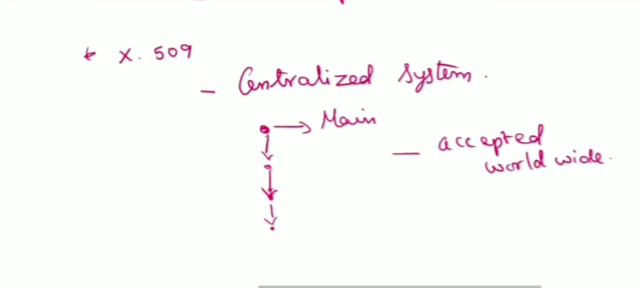 * X. 509
- Centralized system.
→ Main
- accepted
world wide.